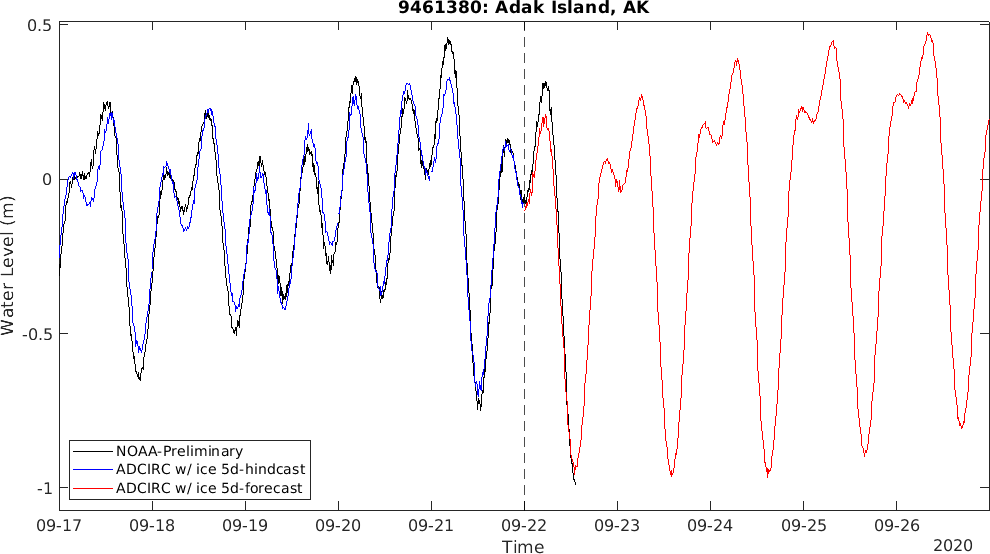 9461380: Adak Island, AK
0.5
0
-0.5
-1
Water Level (m)
NOAA-Preliminary
ADCIRC w/ ice 5d-hindcast
ADCIRC w/ ice 5d-forecast
09-17 09-18 09-19 09-20 09-21 09-22 09-23 09-24 09-25 09-26
Time
2020